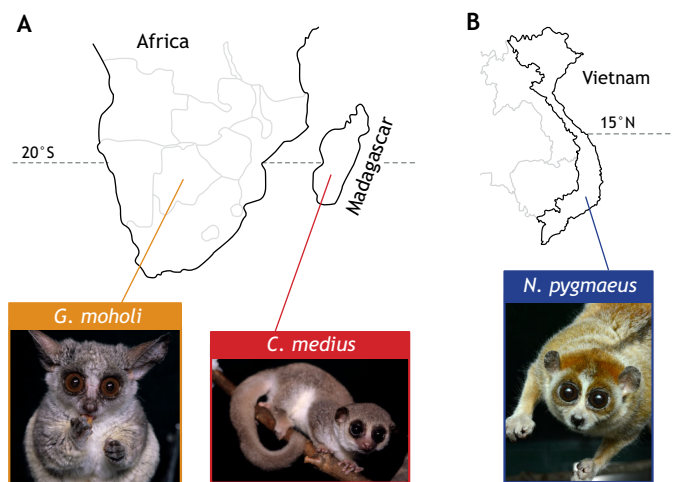 A
Africa
20°S
Madagascar
G. moholi
C. medius
B
Vietnam
15°N
N. pygmaeus